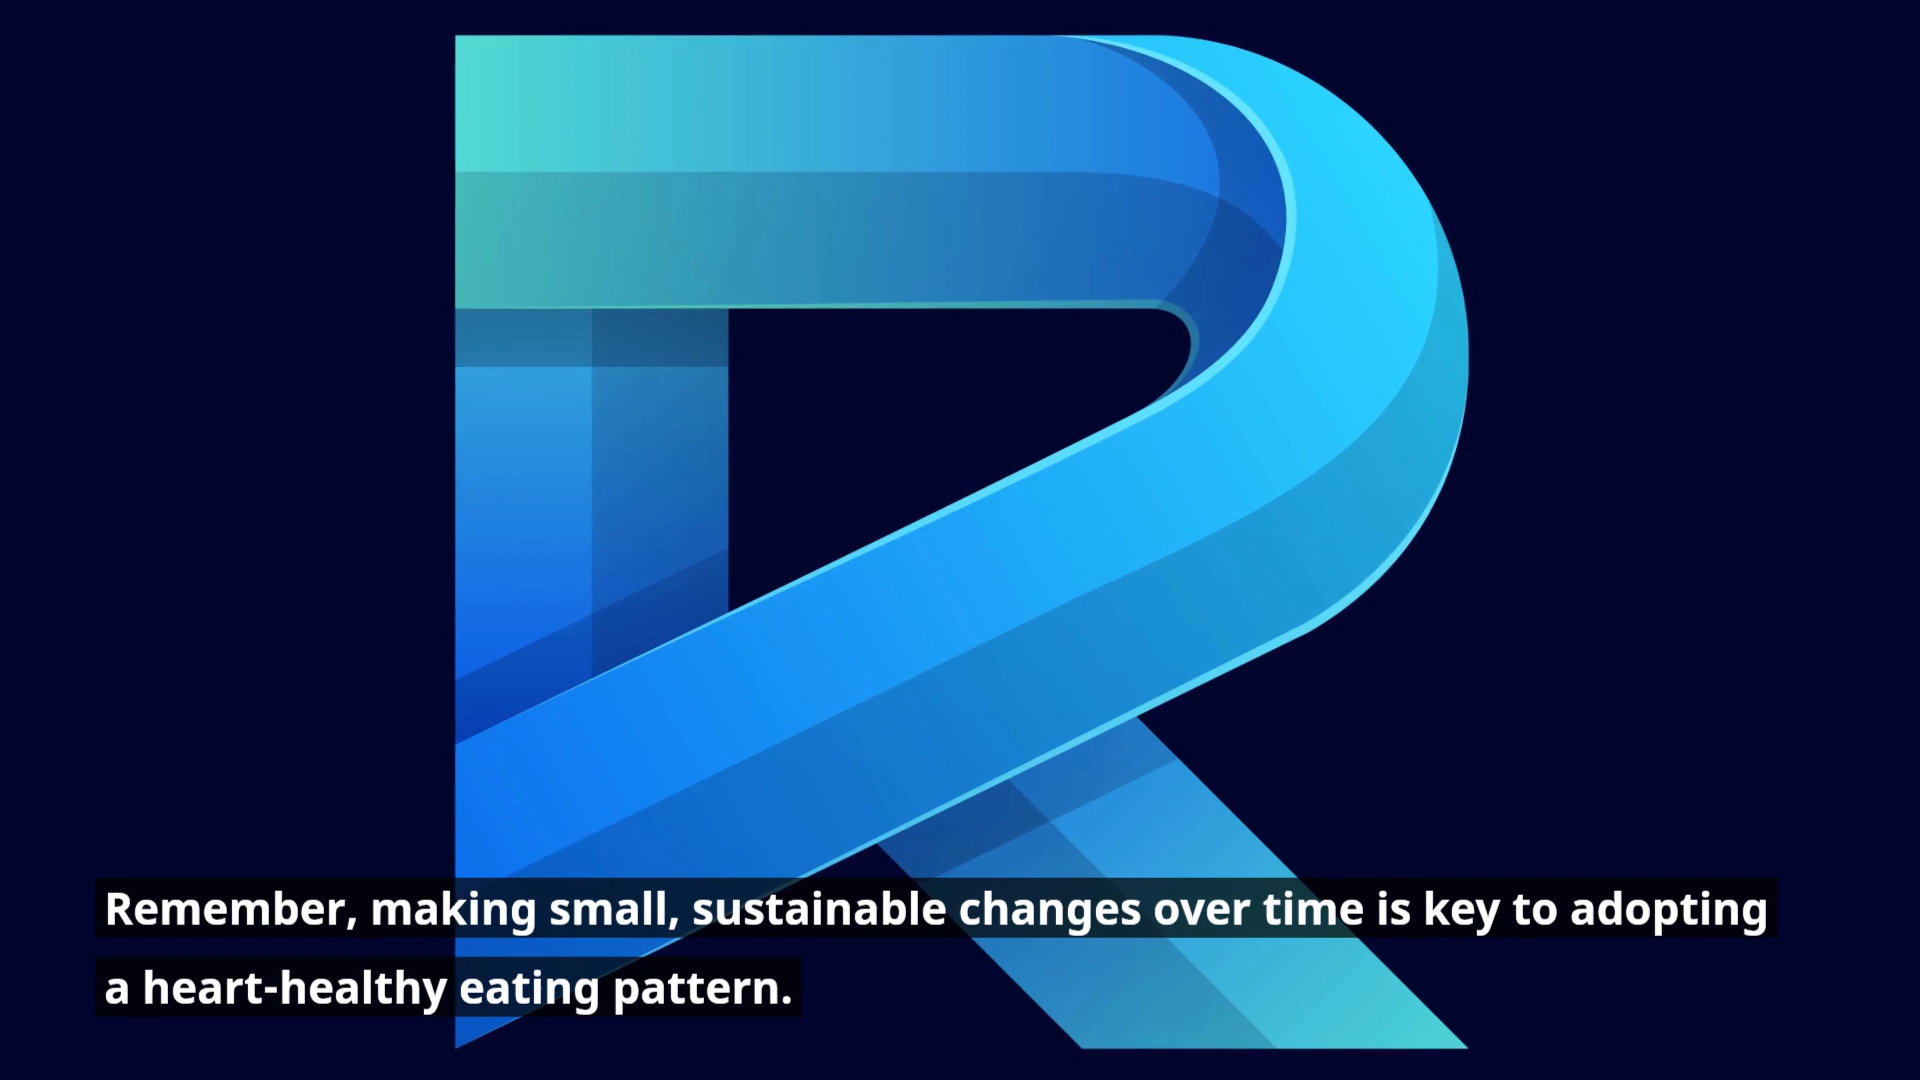 Remember, making small, sustainable changes over time is key to adopting
a heart-healthy eating pattern.